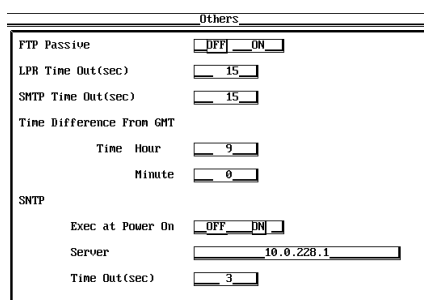 Others
FTP Passive OFF ON
LPR Time Out(sec) 15
SMTP Time Out(sec) 15
Time Difference From GMT
Time Hour 9
Minute 0
SNTP
Exec at Power On OFF ON
Server 10.0.228.1
Time Out(sec) 3